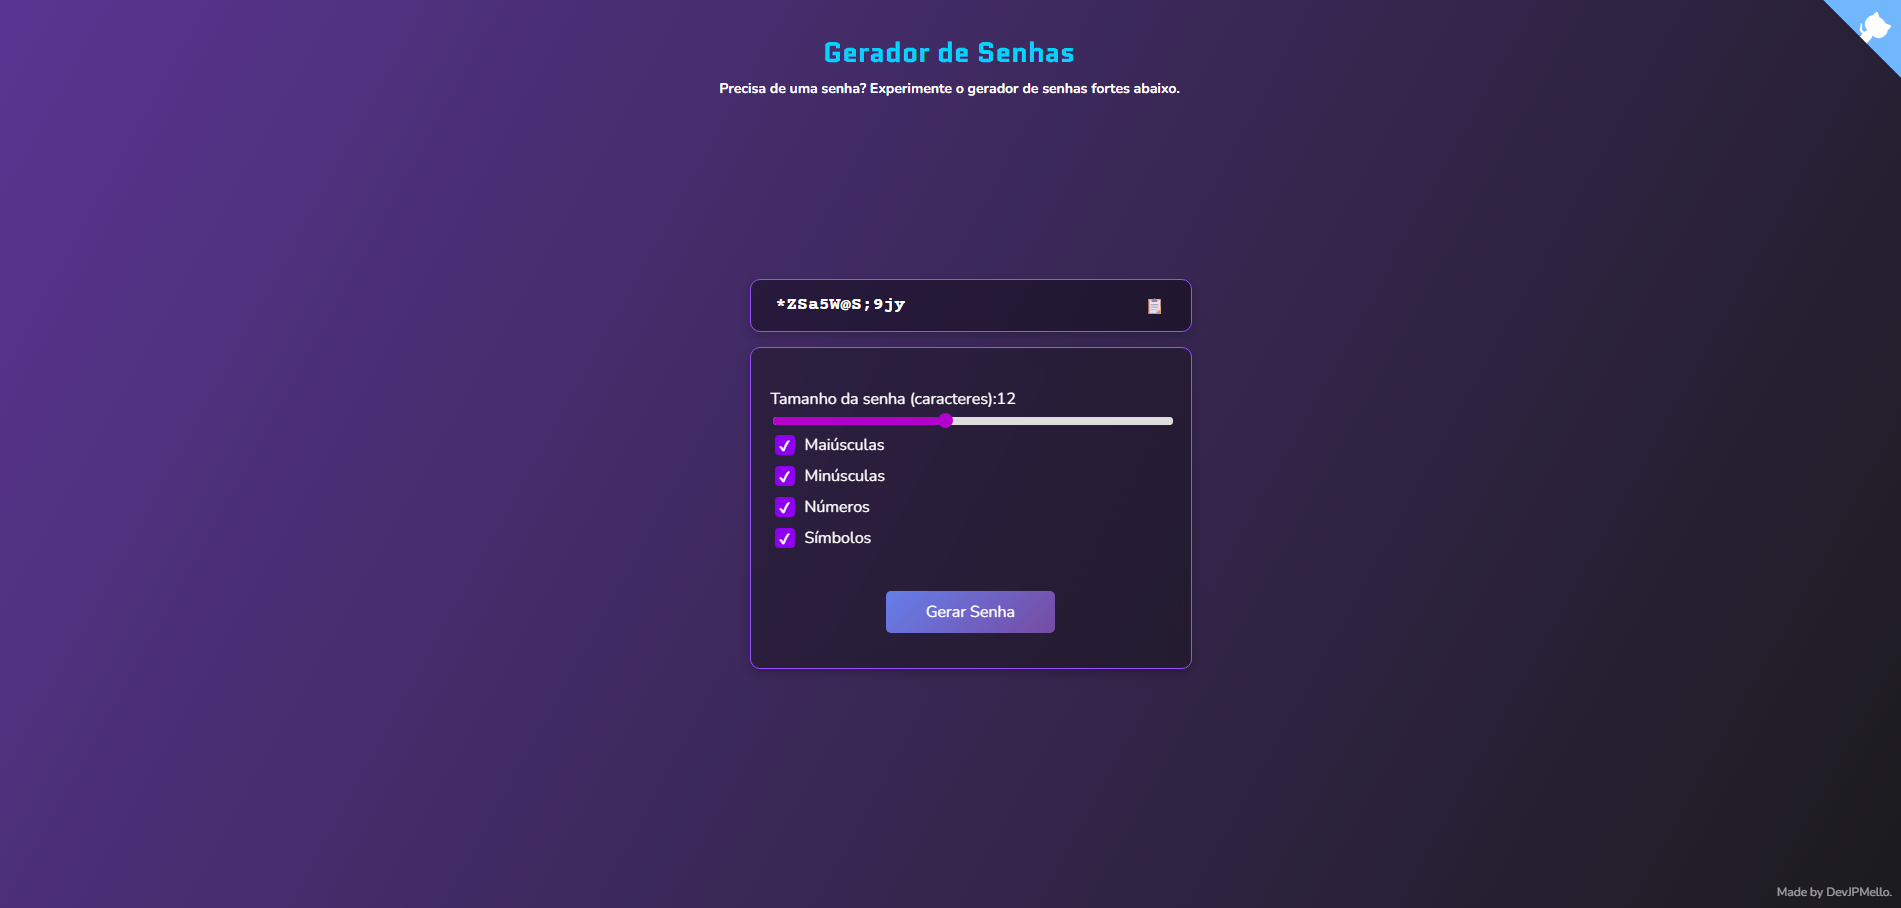 Gerador de Senhas
Precisa de uma senha? Experimente o gerador de senhas fortes abaixo.
*ZSa5W@S;9jy
Tamanho da senha (caracteres):12
Maiúsculas
Minúsculas
Números
Símbolos
Gerar Senha
Made by DevJPMello.